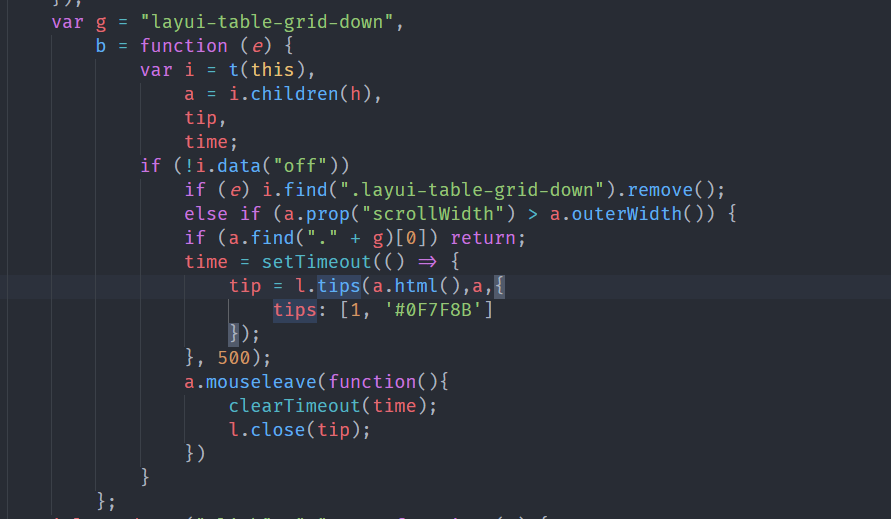 });
var g = "layui-table-grid-down",
b = function (e) {
var i = t(this),
a = i.children(h),
tip,
time;
if (!i.data("off"))
if (e) i.find(".layui-table-grid-down").remove();
else if (a.prop("scrollWidth") > a.outerWidth()) {
if (a.find("." + g)[0]) return;
time = setTimeout(() => {
tip = l.tips(a.html(),a,{
tips: [1, '#0F7F8B']
});
}, 500);
a.mouseleave(function(){
clearTimeout(time);
l.close(tip);
})
}
};